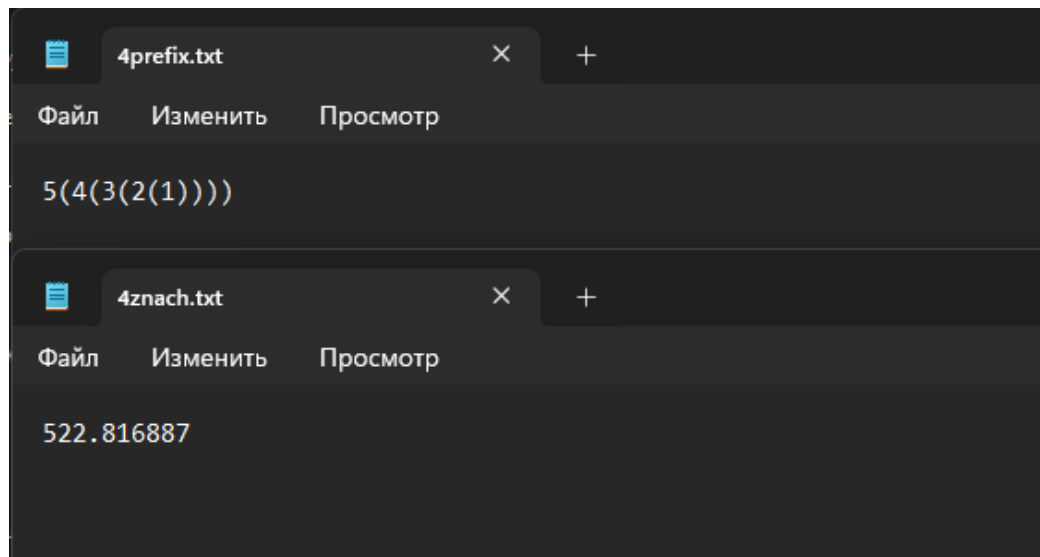 4prefix.txt
Файл Изменить Просмотр
5(4(3(2(1))))
4znach.txt
Файл Изменить Просмотр
522.816887